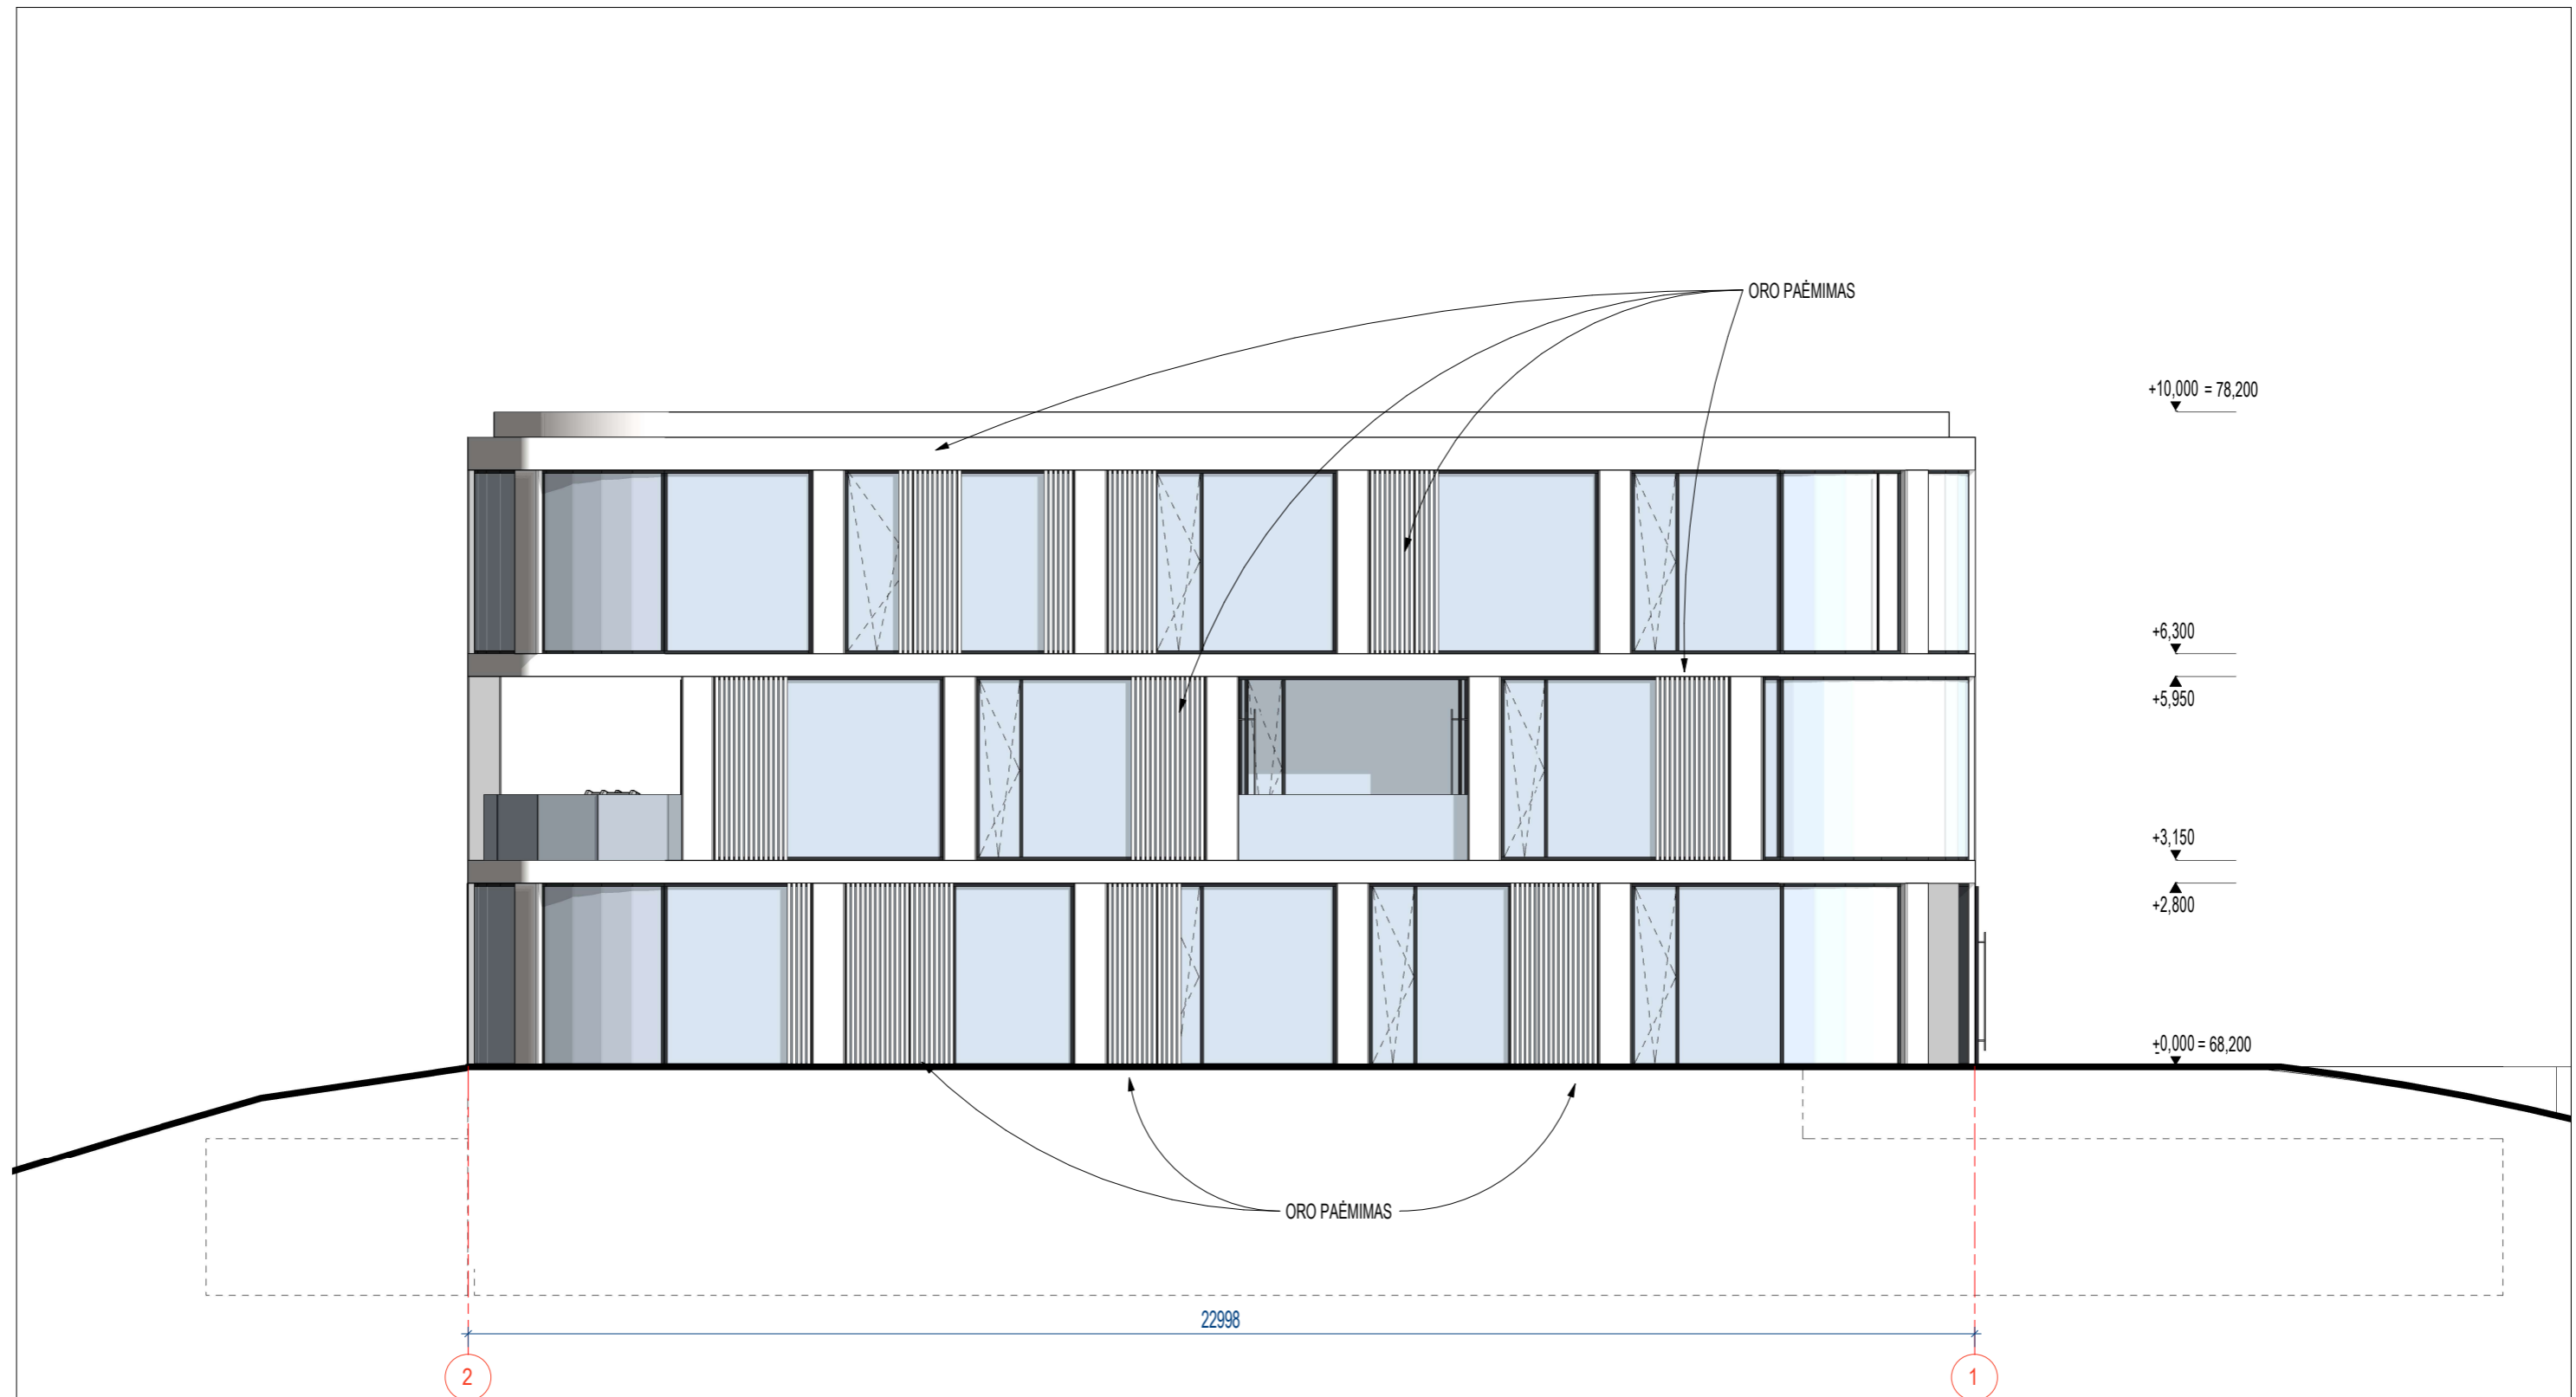 ORO PAĖMIMAS
+10,000 = 78,200
+6,300
+5,950
+3,150
+2,800
±0,000 = 68,200
ORO PAĖMIMAS
22998
2
1